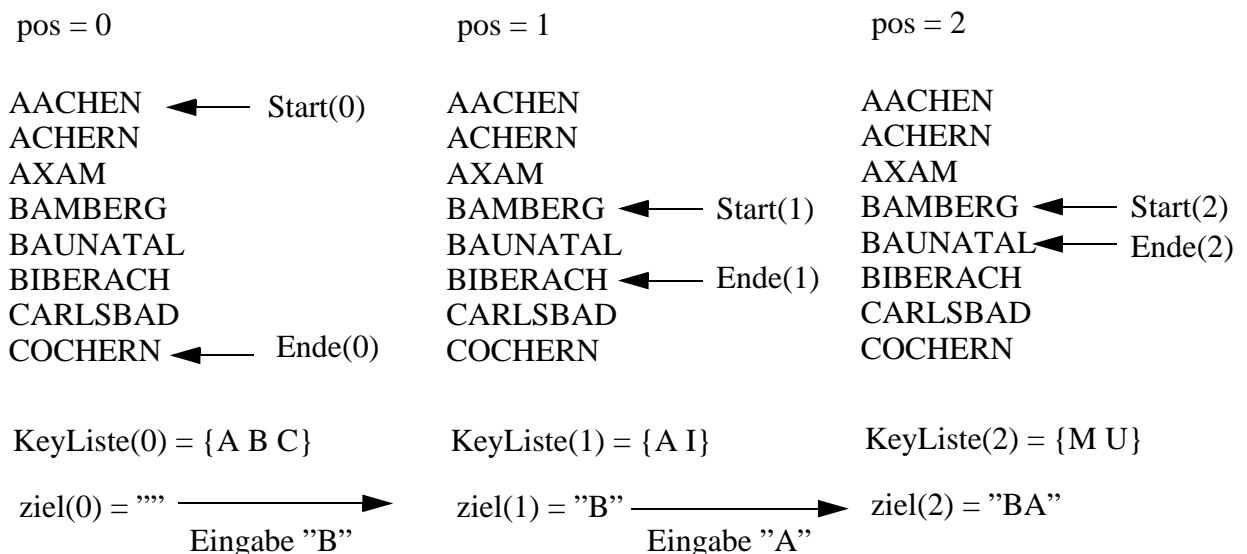 pos = 0 pos = 1 pos = 2
AACHEN Start(0) AACHEN AACHEN
ACHERN ACHERN ACHERN
AXAM AXAM AXAM
BAMBERG BAMBERG Start(1) BAMBERG Start(2)
BAUNATAL BAUNATAL BAUNATAL Ende(2)
BIBERACH BIBERACH Ende(1) BIBERACH
CARLSBAD CARLSBAD CARLSBAD
COCHERN Ende(0) COCHERN COCHERN
KeyListe(0) = {A B C} KeyListe(1) = {A I} KeyListe(2) = {M U}
ziel(0) = ”” ziel(1) = ”B” ziel(2) = ”BA”
Eingabe ”B” Eingabe ”A”